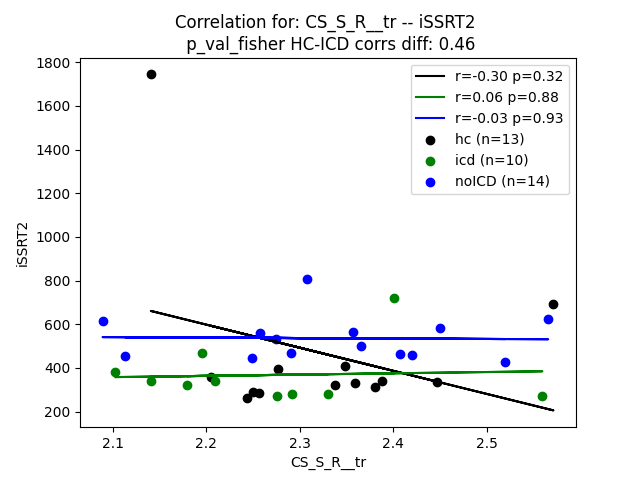 Correlation for: CS_S_R__tr -- iSSRT2
p_val_fisher HC-ICD corrs diff: 0.46
1800
1600
1400
1200
1000
800
600
400
200
iSSRT2
r=-0.30 p=0.32
r=0.06 p=0.88
r=-0.03 p=0.93
hc (n=13)
icd (n=10)
noICD (n=14)
2.1 2.2 2.3 2.4 2.5
CS_S_R__tr